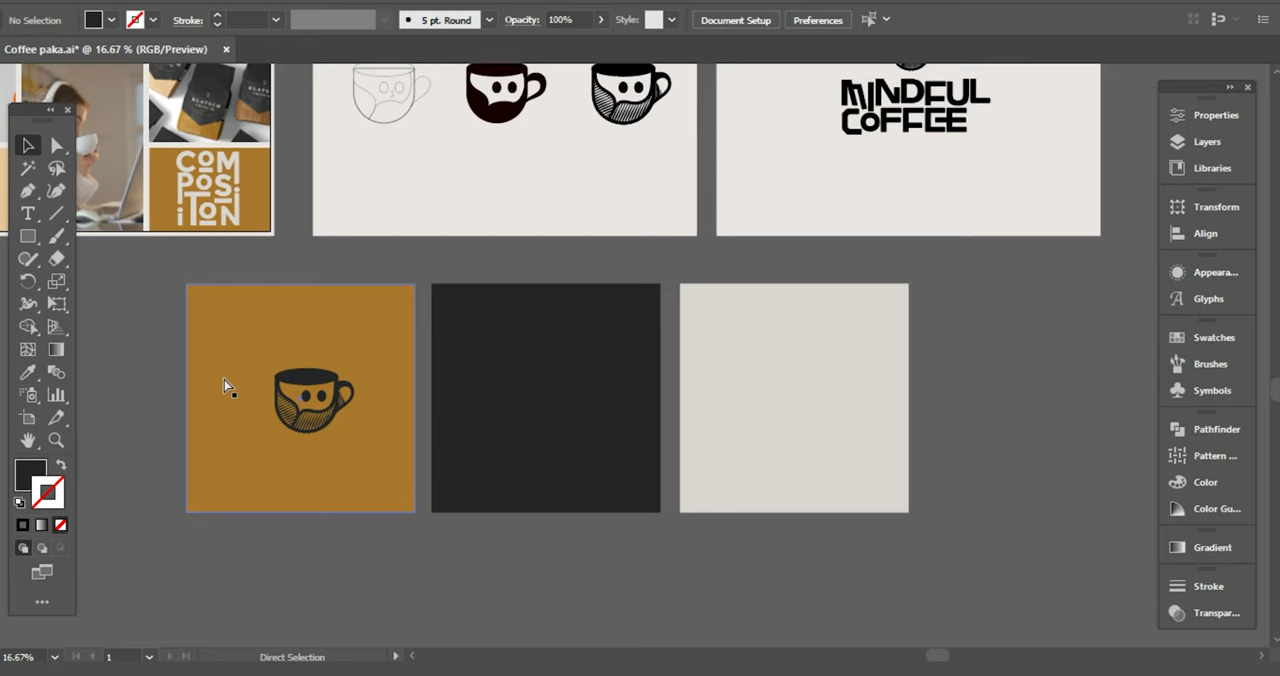 No Selection
Stroke:
5 pt. Round
Opacity: 100%
Style:
Document Setup
Preferences
Coffee paka.ai* @ 16.67 % (RGB/Preview)
MINDFUL
COFFEE
COM
POSi
iTON
Properties
Layers
Libraries
Transform
Align
Appeara...
Glyphs
Swatches
Brushes
Symbols
Pathfinder
Pattern ...
Color
Color Gu...
Gradient
Stroke
Transpar...
16.67%
1
Direct Selection